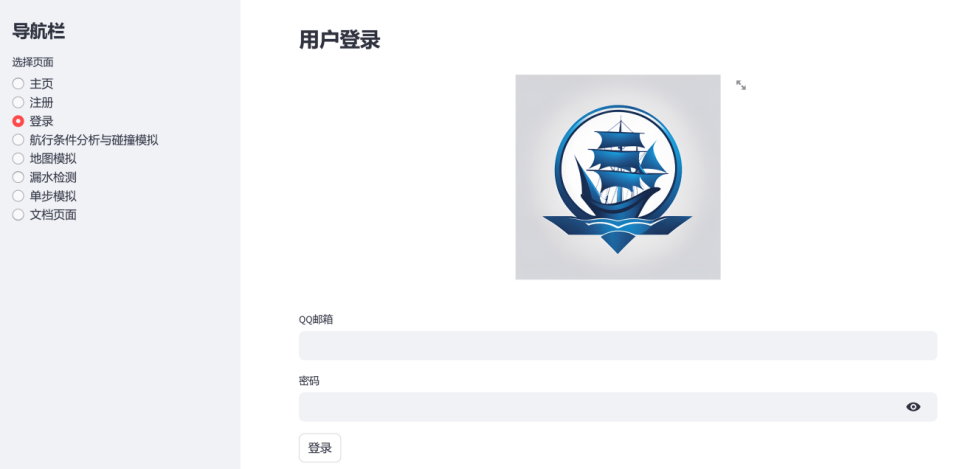 导航栏
选择页面
主页
注册
登录
航行条件分析与碰撞模拟
地图模拟
漏水检测
单步模拟
文档页面
用户登录
QQ邮箱
密码
登录